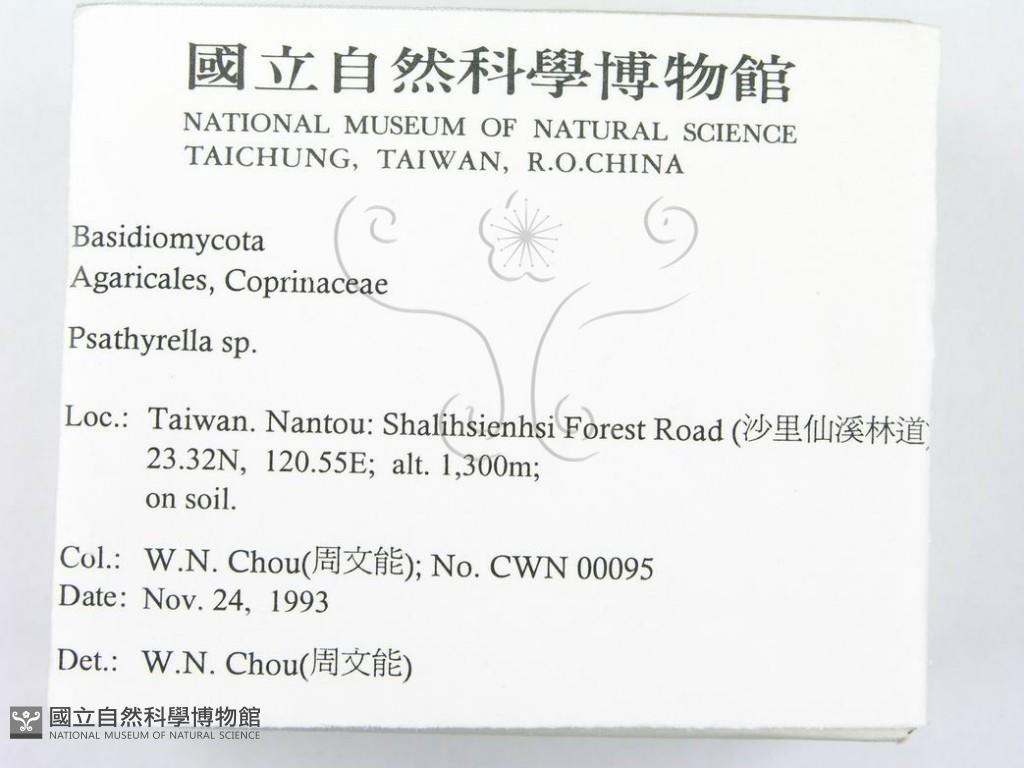 國立自然科學博物館
NATIONAL MUSEUM OF NATURAL SCIENCE
TAICHUNG, TAIWAN, R.O.CHINA
Basidiomycota
Agaricales, Coprinaceae
Psathyrella sp.
Loc.: Taiwan. Nantou: Shalihsienhsi Forest Road (沙里仙溪林道)
23.32N, 120.55E; alt. 1,300m;
on soil.
Col.: W.N. Chou(周文能); No. CWN 00095
Date: Nov. 24, 1993
Det.: W.N. Chou(周文能)
國立自然科學博物館
NATIONAL MUSEUM OF NATURAL SCIENCE